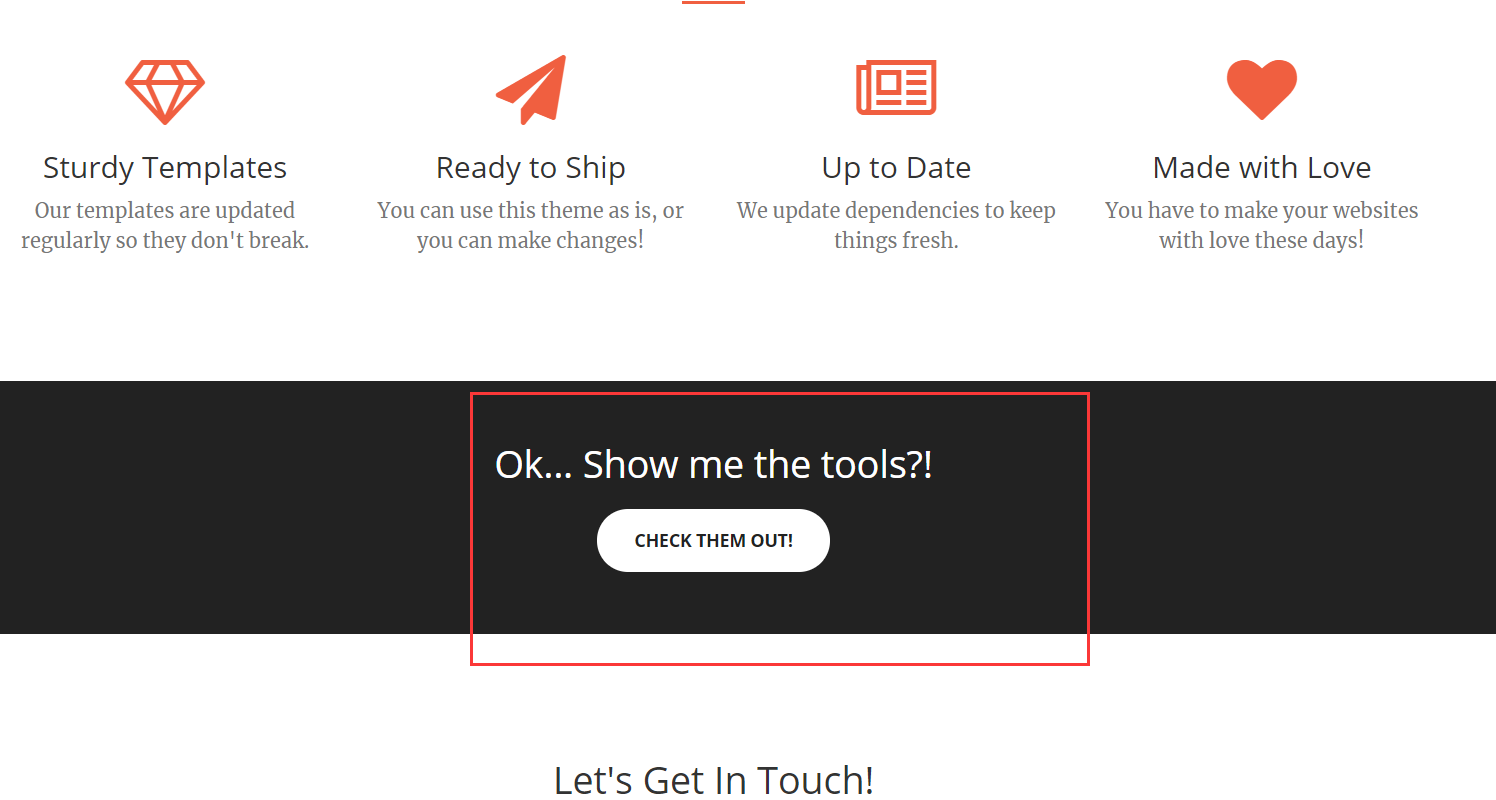 Sturdy Templates
Our templates are updated
regularly so they don't break.
Ready to Ship
You can use this theme as is, or
you can make changes!
Up to Date
We update dependencies to keep
things fresh.
Made with Love
You have to make your websites
with love these days!
Ok... Show me the tools?!
CHECK THEM OUT!
Let's Get In Touch!